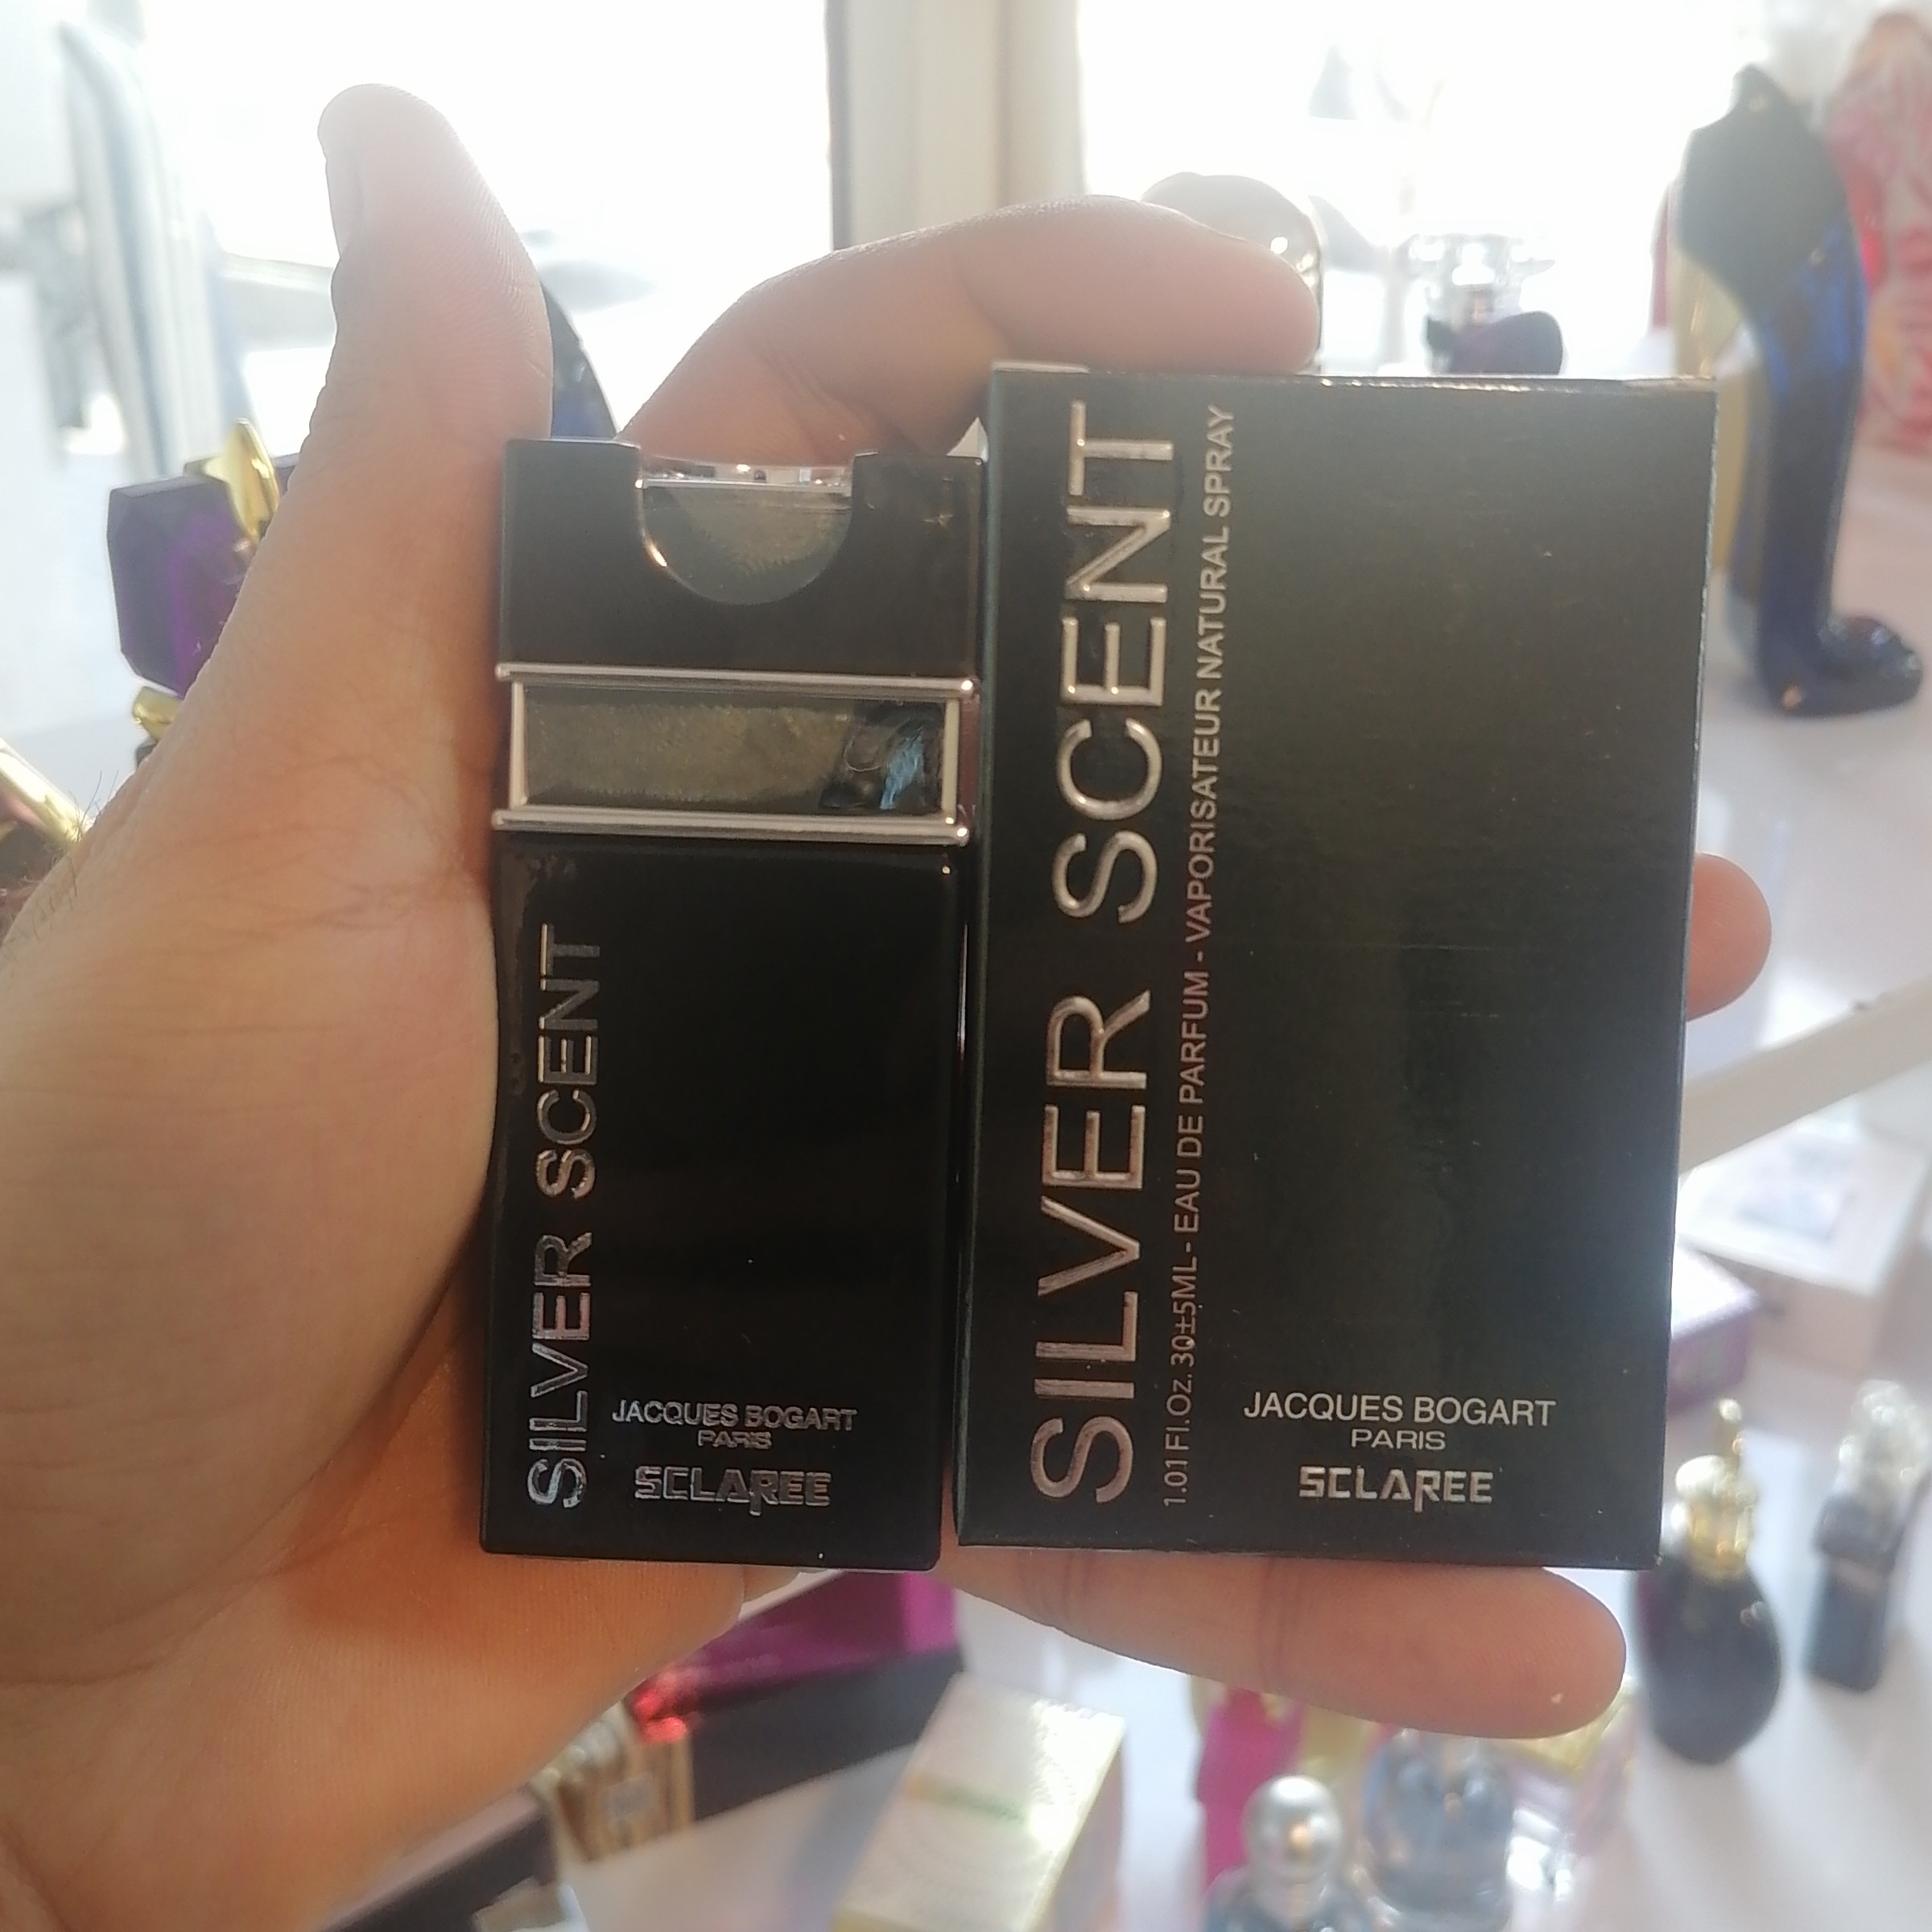 SILVER SCENT
JACQUES BOGART
PARIS
SCLAREE
SILVER SCENT
1.01 Fl.Oz. 30±5ML - EAU DE PARFUM - VAPORISATEUR NATURAL SPRAY
JACQUES BOGART
PARIS
SCLAREE